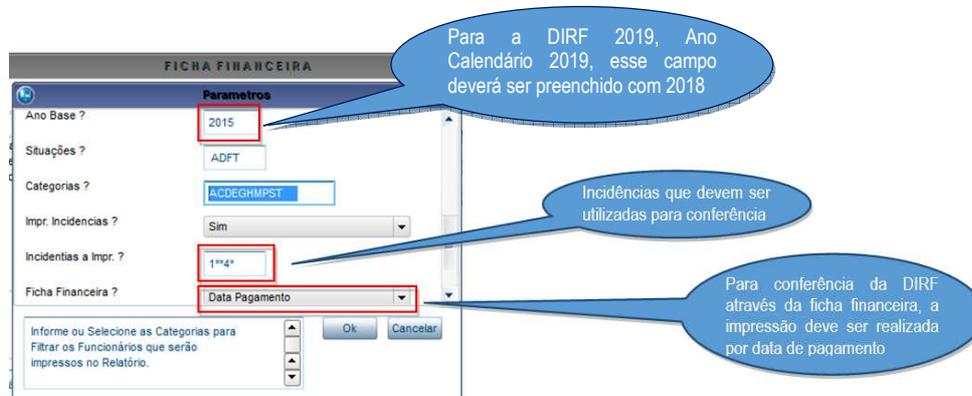 Para a DIRF 2019, Ano
Calendário 2019, esse campo
deverá ser preenchido com 2018
FICHA FINANCEIRA
Parametros
Ano Base ?
2015
Situações ?
ADFT
Categorias ?
ACDEGHMPST
Impr. Incidencias ?
Sim
Incidentias a Impr. ?
1**4*
Ficha Financeira ?
Data Pagamento
Incidências que devem ser
utilizadas para conferência
Para conferência da DIRF
através da ficha financeira, a
impressão deve ser realizada
por data de pagamento
Informe ou Selecione as Categorias para
Filtrar os Funcionários que serão
impressos no Relatório.
Ok
Cancelar